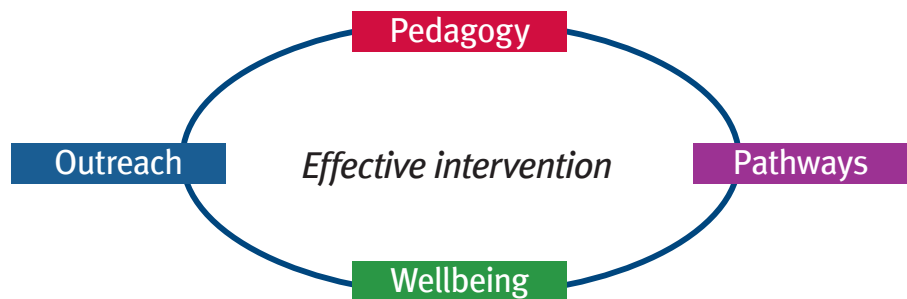 Pedagogy
Outreach
Effective intervention
Pathways
Wellbeing